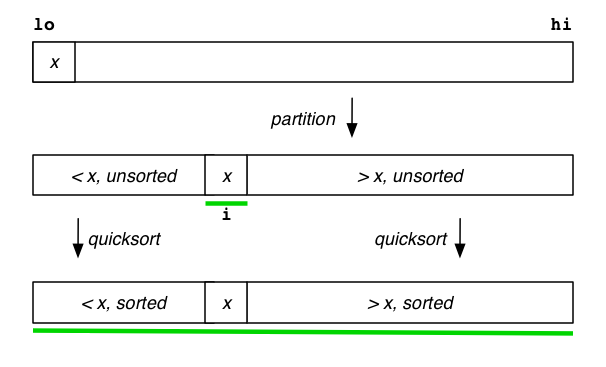 lo hi
x
partition
< x, unsorted x > x, unsorted
i
quicksort quicksort
< x, sorted x > x, sorted